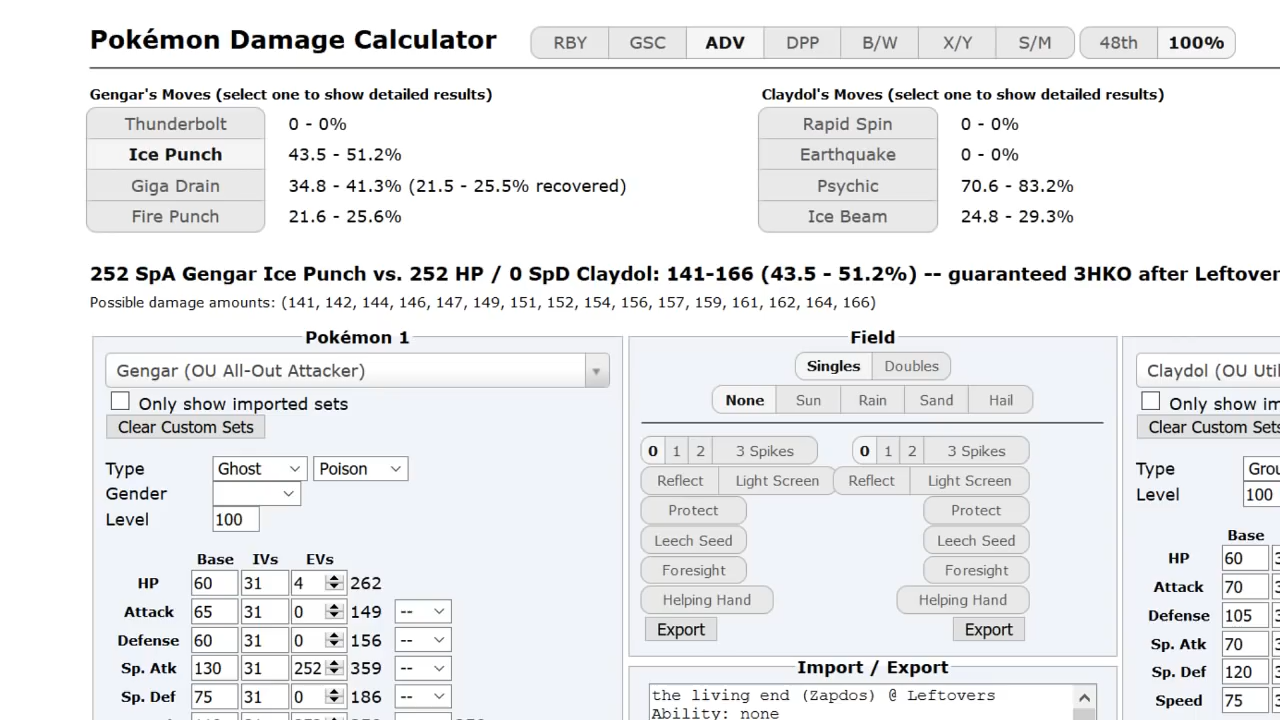 Pokémon Damage Calculator RBY GSC ADV DPP B/W X/Y S/M 48th 100%
Gengar's Moves (select one to show detailed results) Claydol's Moves (select one to show detailed results)
Thunderbolt 0 - 0% Rapid Spin 0 - 0%
Ice Punch 43.5 - 51.2% Earthquake 0 - 0%
Giga Drain 34.8 - 41.3% (21.5 - 25.5% recovered) Psychic 70.6 - 83.2%
Fire Punch 21.6 - 25.6% Ice Beam 24.8 - 29.3%
252 SpA Gengar Ice Punch vs. 252 HP / 0 SpD Claydol: 141-166 (43.5 - 51.2%) -- guaranteed 3HKO after Leftover
Possible damage amounts: (141, 142, 144, 146, 147, 149, 151, 152, 154, 156, 157, 159, 161, 162, 164, 166)
Pokémon 1
Gengar (OU All-Out Attacker)
Only show imported sets
Clear Custom Sets
Type Ghost Poison
Gender
Level 100
Base IVs EVs
HP 60 31 4 262
Attack 65 31 0 149 --
Defense 60 31 0 156 --
Sp. Atk 130 31 252 359 --
Sp. Def 75 31 0 186 --
Field
Singles Doubles
None Sun Rain Sand Hail
0 1 2 3 Spikes 0 1 2 3 Spikes
Reflect Light Screen Reflect Light Screen
Protect Protect
Leech Seed Leech Seed
Foresight Foresight
Helping Hand Helping Hand
Export Export
Import / Export
the living end (Zapdos) @ Leftovers
Ability: none
Claydol (OU Uti
Only show im
Clear Custom Sets
Type Grou
Level 100
Base
HP 60
Attack 70
Defense 105
Sp. Atk 70
Sp. Def 120
Speed 75